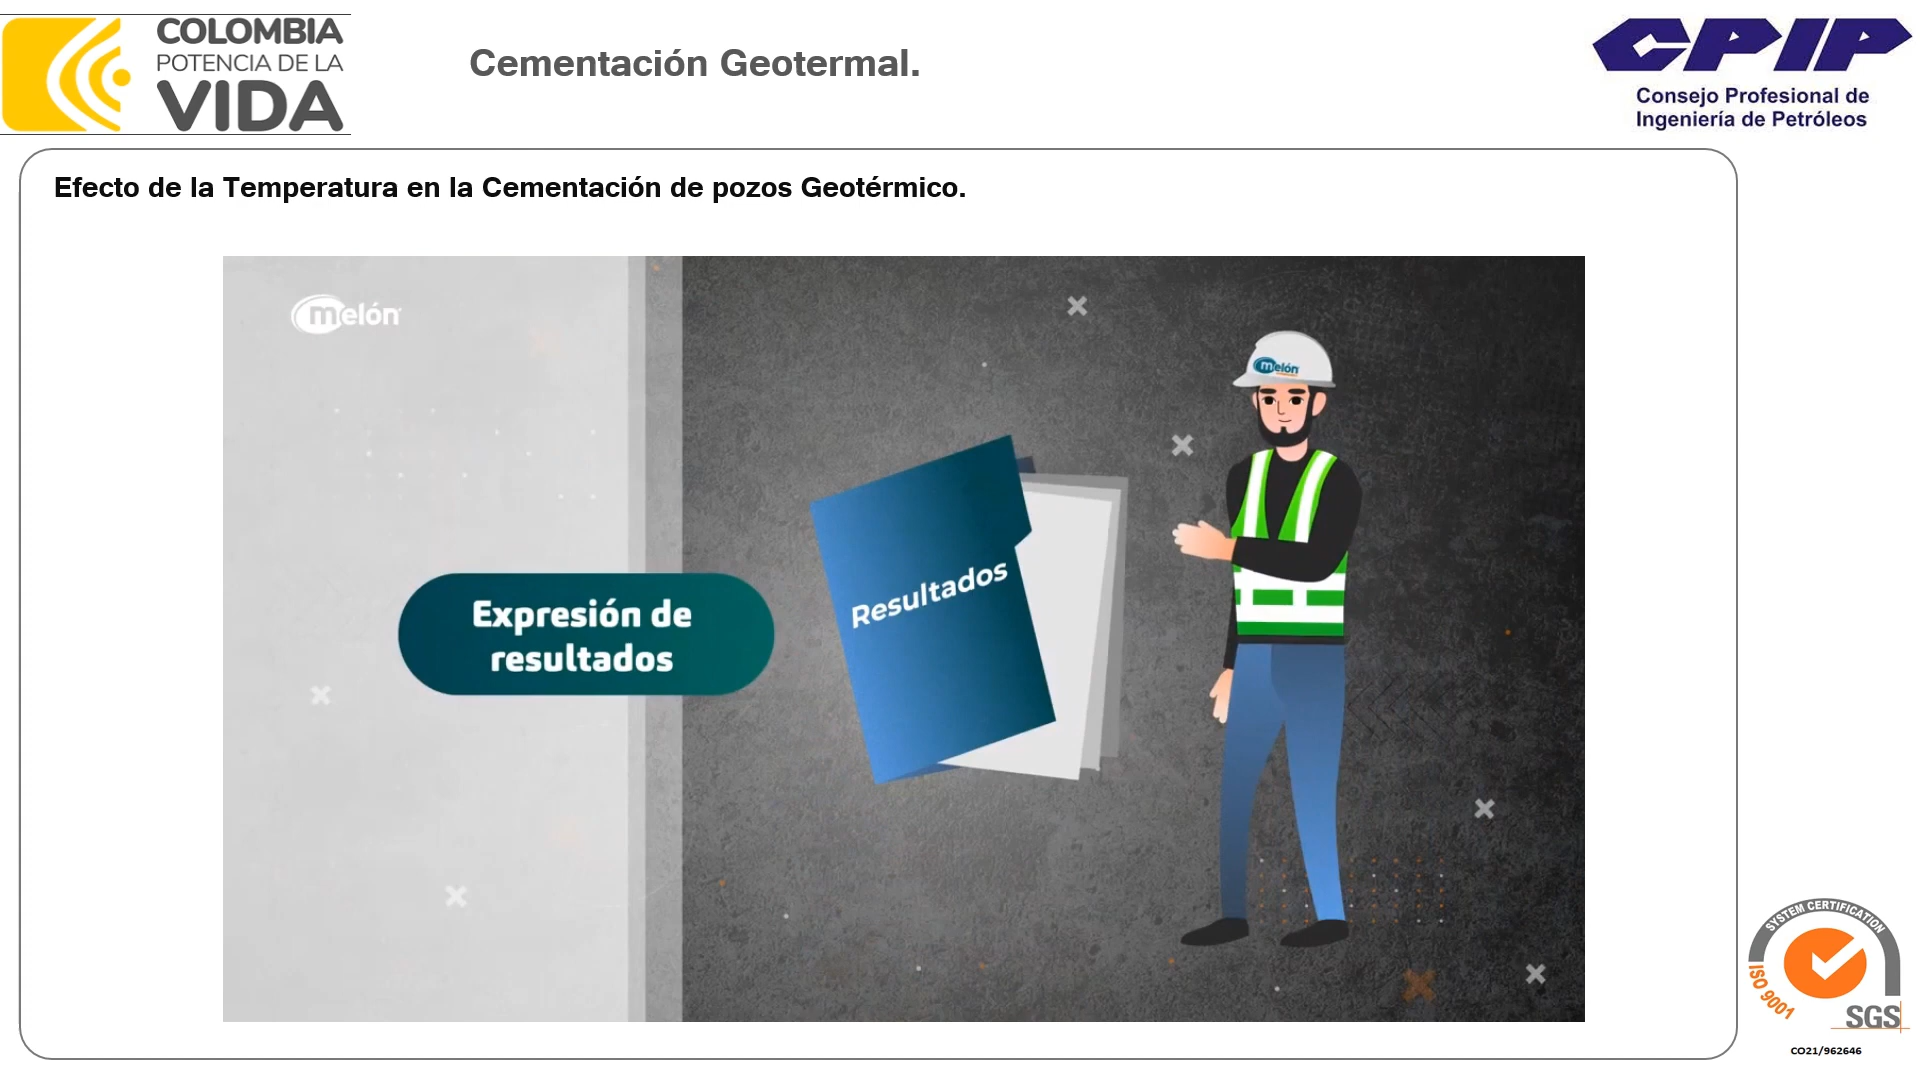 COLOMBIA
POTENCIA DE LA
VIDA
Cementación Geotermal.
CPIP
Consejo Profesional de
Ingeniería de Petróleos
Efecto de la Temperatura en la Cementación de pozos Geotérmico.
melón
melón
Resultados
Expresión de
resultados
SYSTEM CERTIFICATION
ISO 9001
SGS
CO21/962646